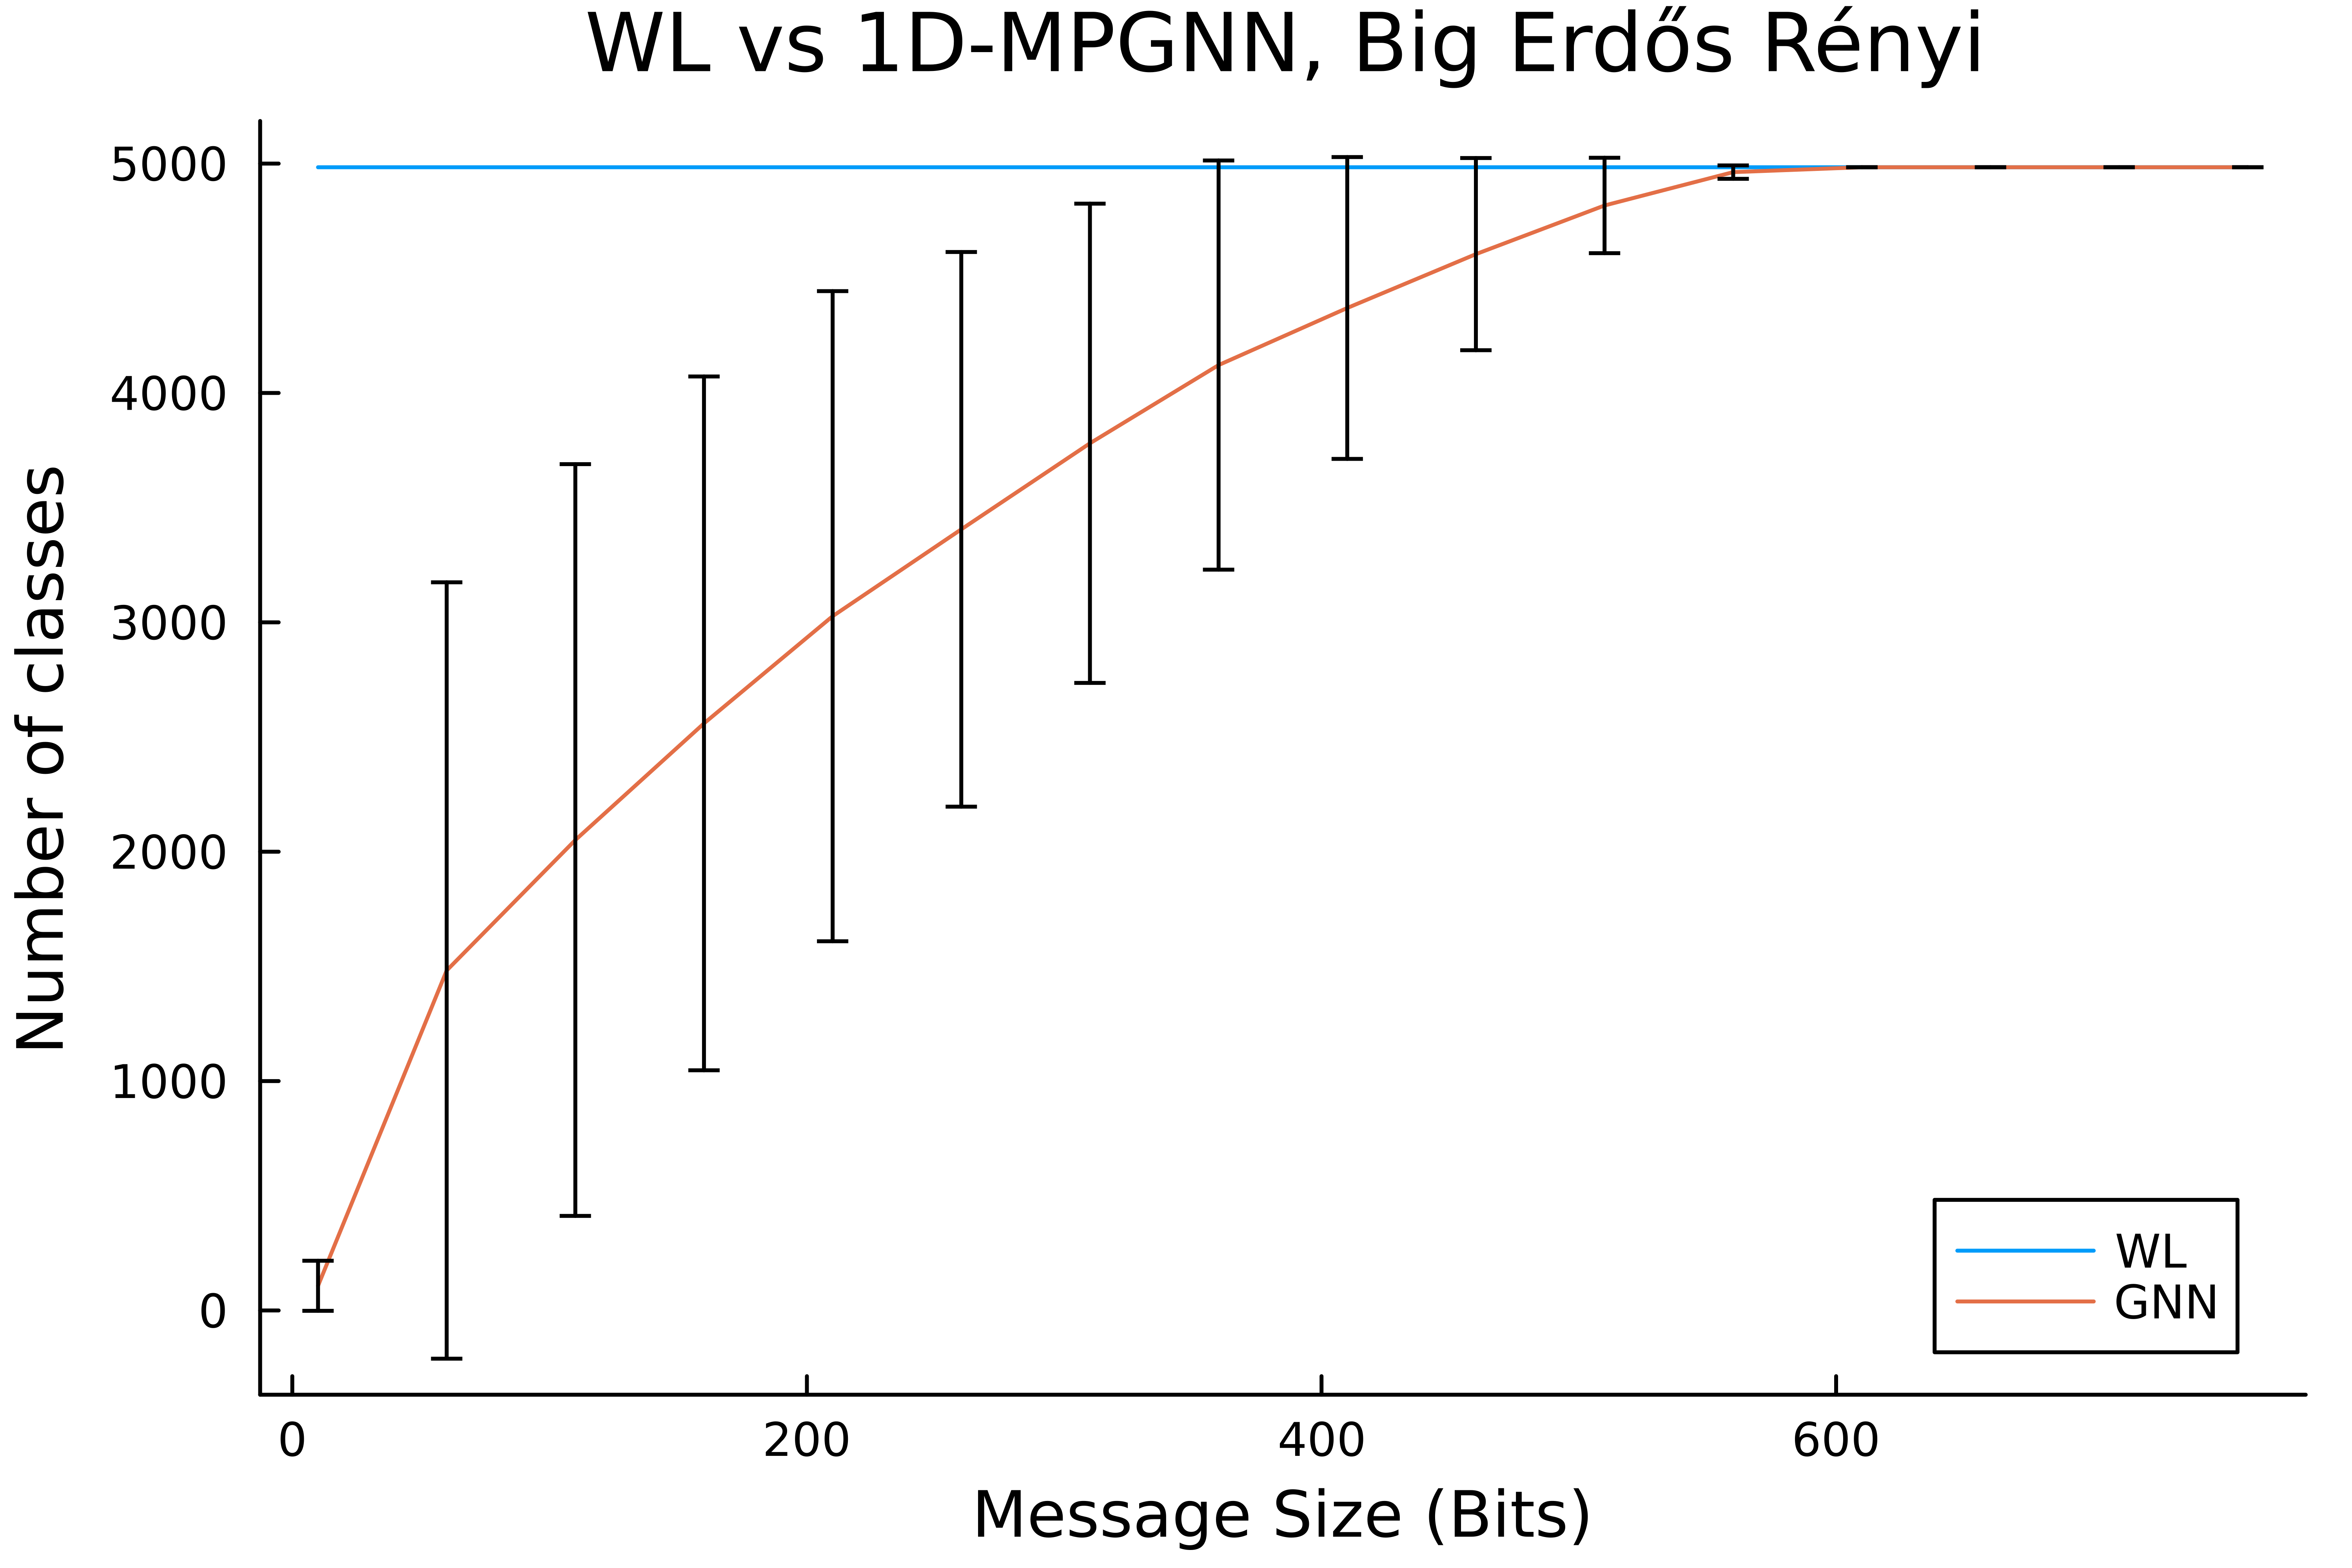 WL vs 1D-MPGNN, Big Erdős Rényi
5000
4000
3000
2000
1000
0
Number of classes
0 200 400 600
Message Size (Bits)
WL
GNN